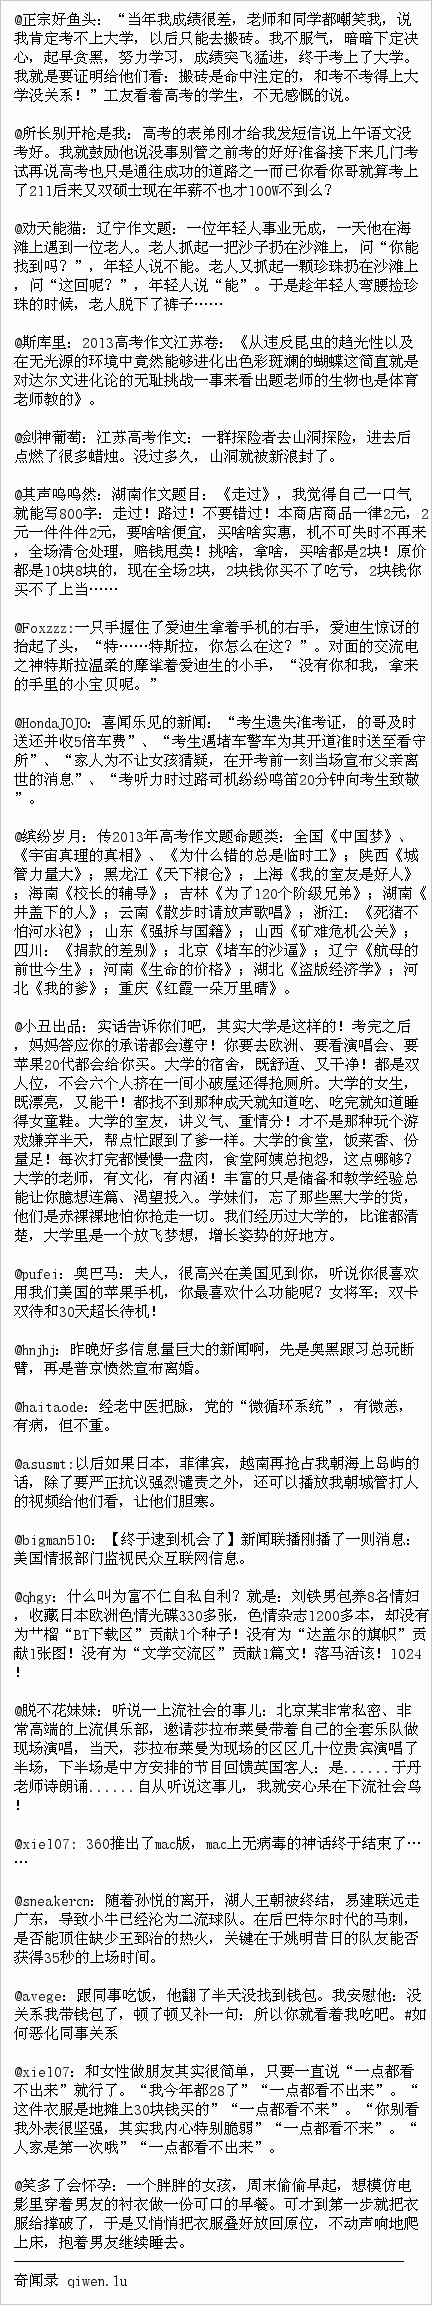 @正宗好鱼头：“当年我成绩很差，老师和同学都嘲笑我，说
我肯定考不上大学，以后只能去搬砖。我不服气，暗暗下定决
心，起早贪黑，努力学习，成绩突飞猛进，终于考上了大学。
我就是要证明给他们看：搬砖是命中注定的，和考不考得上大
学没关系！”工友看着高考的学生，不无感慨的说。
@所长别开枪是我：高考的表弟刚才给我发短信说上午语文没
考好。我就鼓励他说没事别管之前考的好好准备接下来几门考
试再说高考也只是通往成功的道路之一而已你看你哥就算考上
了211后来又双硕士现在年薪不也才100W不到么？
@劝天能猫：辽宁作文题：一位年轻人事业无成，一天他在海
滩上遇到一位老人。老人抓起一把沙子扔在沙滩上，问“你能
找到吗？”，年轻人说不能。老人又抓起一颗珍珠扔在沙滩上
，问“这回呢？”，年轻人说“能”。于是趁年轻人弯腰捡珍
珠的时候，老人脱下了裤子……
@斯库里：2013高考作文江苏卷：《从违反昆虫的趋光性以及
在无光源的环境中竟然能够进化出色彩斑斓的蝴蝶这简直就是
对达尔文进化论的无耻挑战一事来看出题老师的生物也是体育
老师教的》。
@剑神葡萄：江苏高考作文：一群探险者去山洞探险，进去后
点燃了很多蜡烛。没过多久，山洞就被新浪封了。
@其声呜呜然：湖南作文题目：《走过》，我觉得自己一口气
就能写800字：走过！路过！不要错过！本商店商品一律2元，2
元一件件件2元，要啥啥便宜，买啥啥实惠，机不可失时不再来
，全场清仓处理，赔钱甩卖！挑啥，拿啥，买啥都是2块！原价
都是10块8块的，现在全场2块，2块钱你买不了吃亏，2块钱你
买不了上当……
@Foxzzz:一只手握住了爱迪生拿着手机的右手，爱迪生惊讶的
抬起了头，“特……特斯拉，你怎么在这？”。对面的交流电
之神特斯拉温柔的摩挲着爱迪生的小手，“没有你和我，拿来
的手里的小宝贝呢。”
@HondaJOJO：喜闻乐见的新闻：“考生遗失准考证，的哥及时
送还并收5倍车费”、“考生遇堵车警车为其开道准时送至看守
所”、“家人为不让女孩猜疑，在开考前一刻当场宣布父亲离
世的消息”、“考听力时过路司机纷纷鸣笛20分钟向考生致敬
”。
@缤纷岁月：传2013年高考作文题命题类：全国《中国梦》、
《宇宙真理的真相》、《为什么错的总是临时工》；陕西《城
管力量大》；黑龙江《天下粮仓》；上海《我的室友是好人》
；海南《校长的辅导》；吉林《为了120个阶级兄弟》；湖南《
井盖下的人》；云南《散步时请放声歌唱》；浙江：《死猪不
怕河水泡》；山东《强拆与国籍》；山西《矿难危机公关》；
四川：《捐款的差别》；北京《堵车的沙逼》；辽宁《航母的
前世今生》；河南《生命的价格》；湖北《盗版经济学》；河
北《我的爹》；重庆《红霞一朵万里晴》。
@小丑出品：实话告诉你们吧，其实大学是这样的！考完之后
，妈妈答应你的承诺都会遵守！你要去欧洲、要看演唱会、要
苹果20代都会给你买。大学的宿舍，既舒适、又干净！都是双
人位，不会六个人挤在一间小破屋还得抢厕所。大学的女生，
既漂亮，又能干！都找不到那种成天就知道吃、吃完就知道睡
得女童鞋。大学的室友，讲义气、重情分！才不是那种玩个游
戏嫌弃半天，帮点忙跟到了爹一样。大学的食堂，饭菜香、份
量足！每次打完都慢慢一盘肉，食堂阿姨总抱怨，这点哪够？
大学的老师，有文化，有内涵！丰富的只是储备和教学经验总
能让你臆想连篇、渴望投入。学妹们，忘了那些黑大学的货，
他们是赤裸裸地怕你抢走一切。我们经历过大学的，比谁都清
楚，大学里是一个放飞梦想，增长姿势的好地方。
@pufei：奥巴马：夫人，很高兴在美国见到你，听说你很喜欢
用我们美国的苹果手机，你最喜欢什么功能呢？女将军：双卡
双待和30天超长待机！
@hnjhj：昨晚好多信息量巨大的新闻啊，先是奥黑跟习总玩断
臂，再是普京愤然宣布离婚。
@haitaode：经老中医把脉，党的“微循环系统”，有微恙，
有病，但不重。
@asusmt:以后如果日本，菲律宾，越南再抢占我朝海上岛屿的
话，除了要严正抗议强烈谴责之外，还可以播放我朝城管打人
的视频给他们看，让他们胆寒。
@bigman510：【终于逮到机会了】新闻联播刚播了一则消息：
美国情报部门监视民众互联网信息。
@qhgy：什么叫为富不仁自私自利？就是：刘铁男包养8名情妇
，收藏日本欧洲色情光碟330多张，色情杂志1200多本，却没有
为艹榴“BT下载区”贡献1个种子！没有为“达盖尔的旗帜”贡
献1张图！没有为“文学交流区”贡献1篇文！落马活该！1024
！
@脱不花妹妹：听说一上流社会的事儿：北京某非常私密、非
常高端的上流俱乐部，邀请莎拉布莱曼带着自己的全套乐队做
现场演唱，当天，莎拉布莱曼为现场的区区几十位贵宾演唱了
半场，下半场是中方安排的节目回馈英国客人：是......于丹
老师诗朗诵......自从听说这事儿，我就安心呆在下流社会鸟
！
@xie107: 360推出了mac版，mac上无病毒的神话终于结束了…
…
@sneakercn：随着孙悦的离开，湖人王朝被终结，易建联远走
广东，导致小牛已经沦为二流球队。在后巴特尔时代的马刺，
是否能顶住缺少王郅治的热火，关键在于姚明昔日的队友能否
获得35秒的上场时间。
@avege：跟同事吃饭，他翻了半天没找到钱包。我安慰他：没
关系我带钱包了，顿了顿又补一句：所以你就看着我吃吧。#如
何恶化同事关系
@xie107：和女性做朋友其实很简单，只要一直说“一点都看
不出来”就行了。“我今年都28了”“一点都看不出来”。“
这件衣服是地摊上30块钱买的”“一点都看不来”。“你别看
我外表很坚强，其实我内心特别脆弱”“一点都看不来”。“
人家是第一次哦”“一点都看不出来”。
@笑多了会怀孕：一个胖胖的女孩，周末偷偷早起，想模仿电
影里穿着男友的衬衣做一份可口的早餐。可才到第一步就把衣
服给撑破了，于是又悄悄把衣服叠好放回原位，不动声响地爬
上床，抱着男友继续睡去。
奇闻录 qiwen.lu